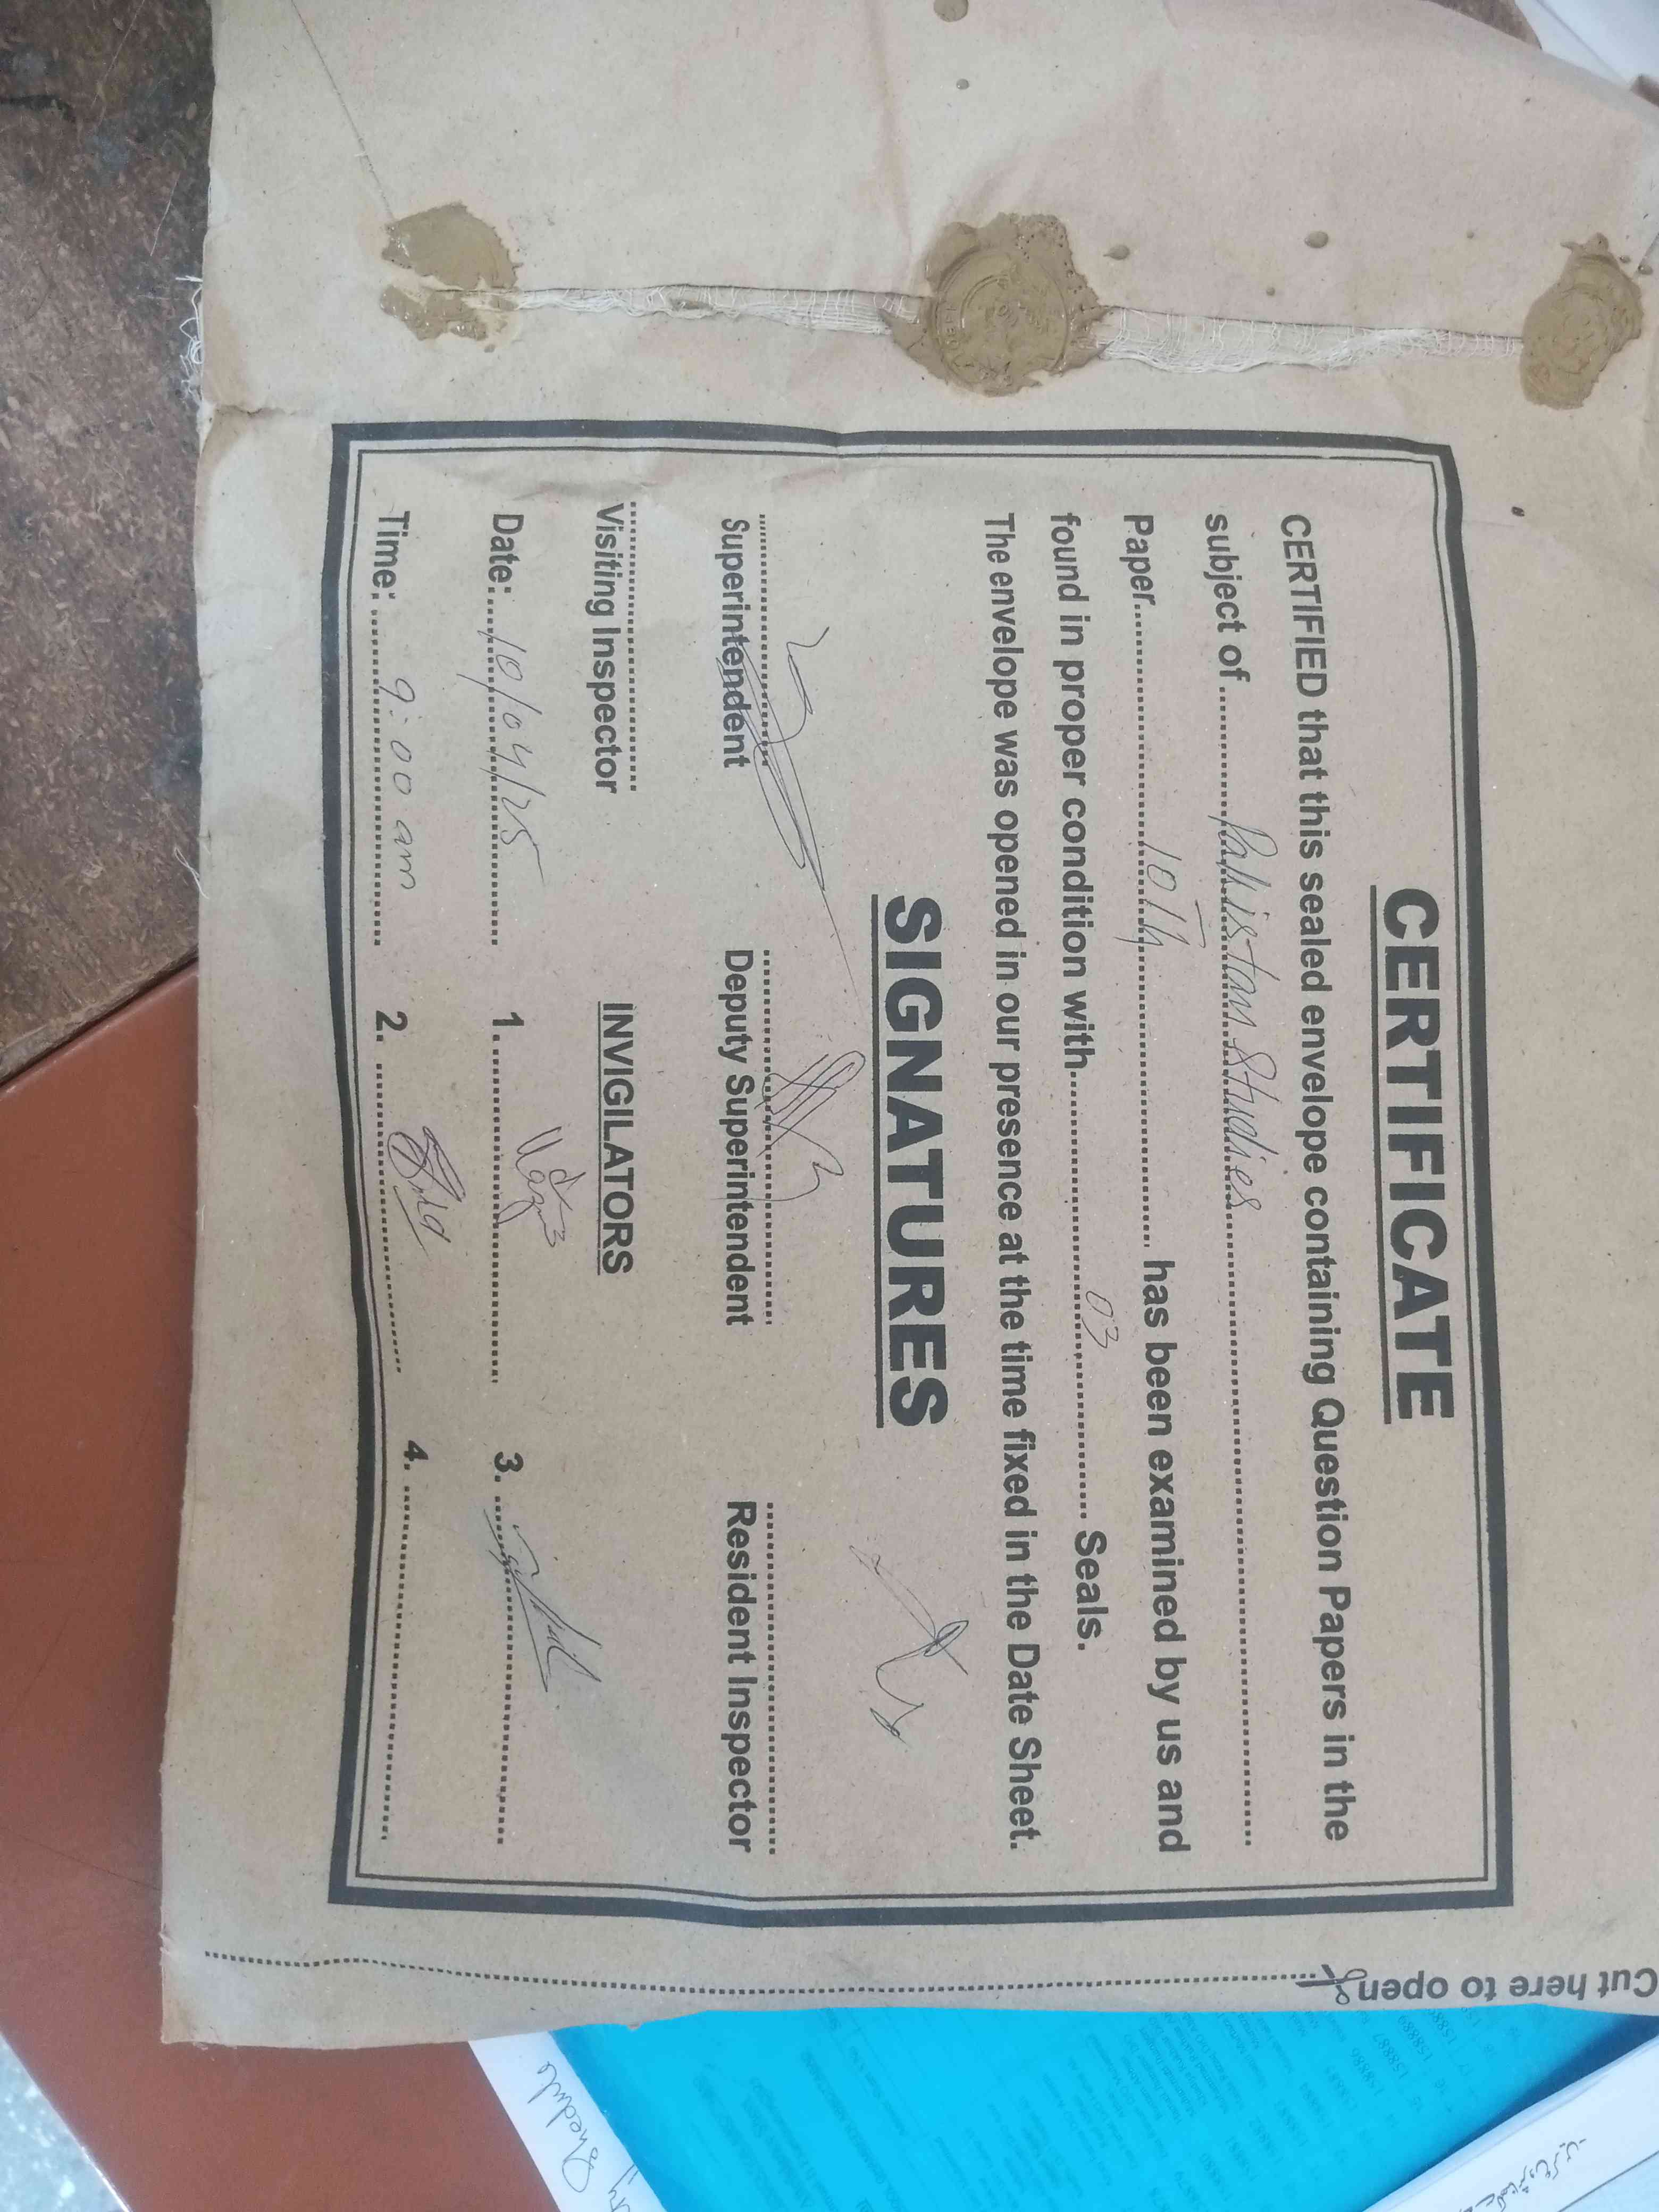 CERTIFICATE
CERTIFIED that this sealed envelope containing Question Papers in the
subject of Pakistan Studies
Paper 10th has been examined by us and
found in proper condition with 03 Seals.
The envelope was opened in our presence at the time fixed in the Date Sheet.
SIGNATURES
Superintendent Deputy Superintendent Resident Inspector
Visiting Inspector INVIGILATORS
Date: 10/04/25 1. 3.
Time: 9:00 am 2. 4.
Cut here to open
Shedule